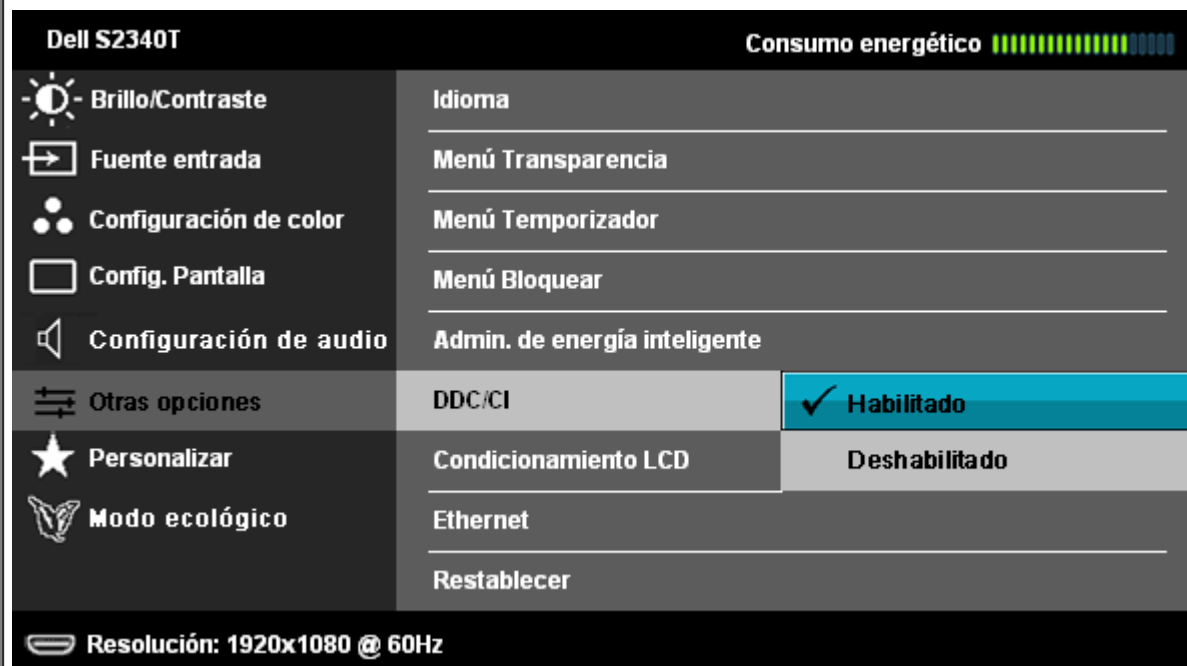 Dell S2340T
Consumo energético
Brillo/Contraste
Fuente entrada
Configuración de color
Config. Pantalla
Configuración de audio
Otras opciones
Personalizar
Modo ecológico
Idioma
Menú Transparencia
Menú Temporizador
Menú Bloquear
Admin. de energía inteligente
DDC/CI
Condicionamiento LCD
Ethernet
Restablecer
Habilitado
Deshabilitado
Resolución: 1920x1080 @ 60Hz